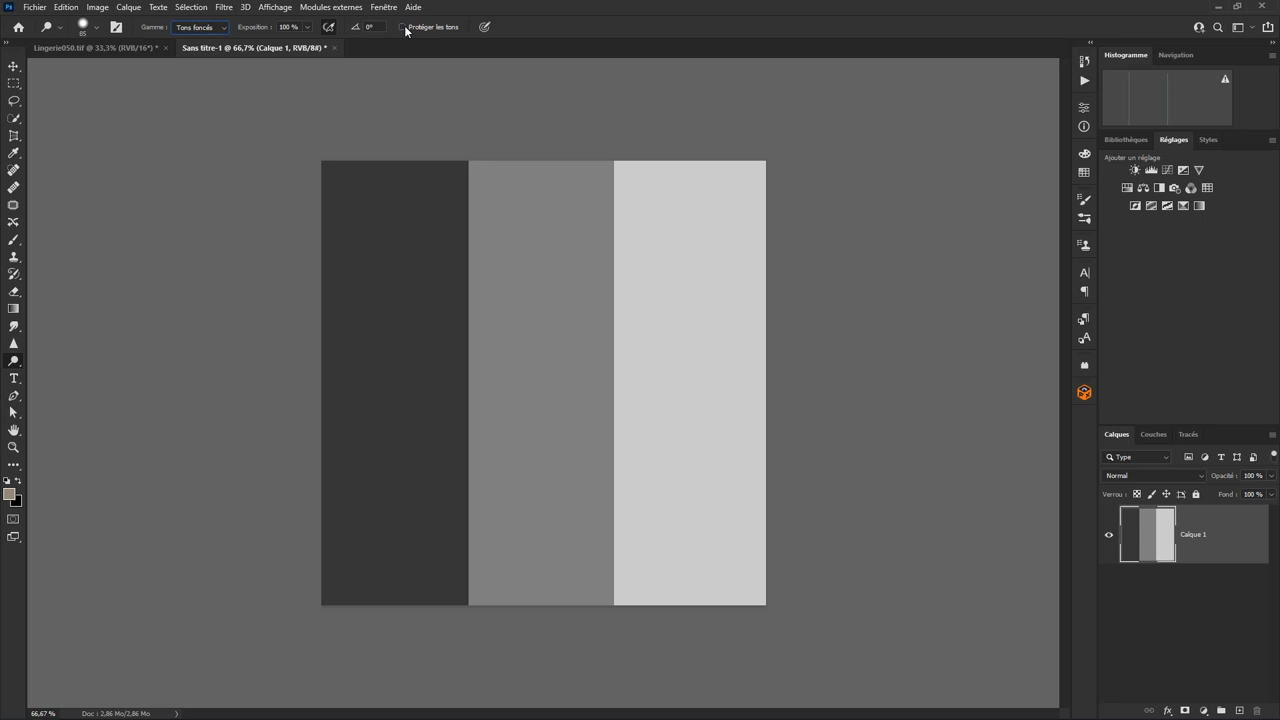 Ps Fichier Edition Image Calque Texte Sélection Filtre 3D Affichage Modules externes Fenêtre Aide
85 Gamme : Tons foncés Exposition : 100 % 0° Protéger les tons
Lingerie050.tif @ 33,3% (RVB/16*) * × Sans titre-1 @ 66,7% (Calque 1, RVB/8#) * ×
Histogramme Navigation
Bibliothèques Réglages Styles
Ajouter un réglage
Calques Couches Tracés
Type
Normal Opacité : 100 %
Verrou : Fond : 100 %
Calque 1
66,67 % Doc : 2,86 Mo/2,86 Mo